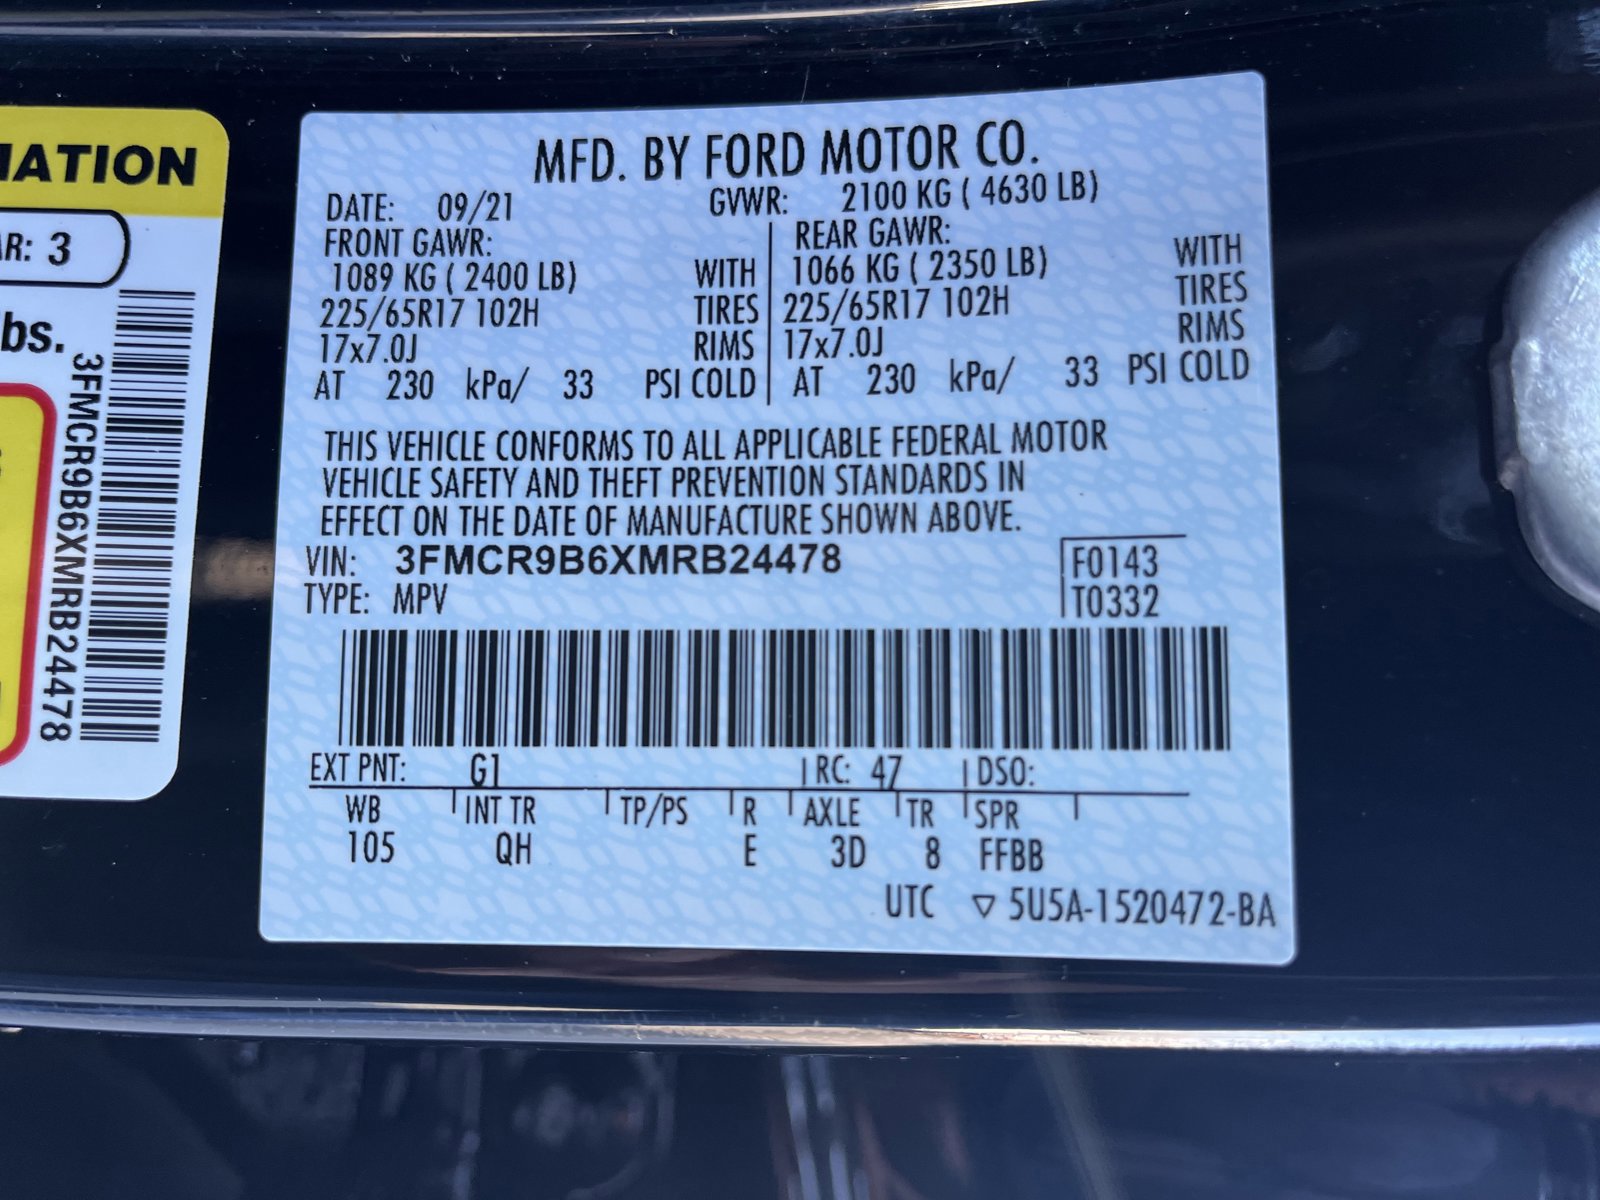 MFD. BY FORD MOTOR CO.
DATE: 09/21 GVWR: 2100 KG ( 4630 LB)
FRONT GAWR: REAR GAWR:
1089 KG ( 2400 LB) WITH 1066 KG ( 2350 LB) WITH
225/65R17 102H TIRES 225/65R17 102H TIRES
17x7.0J RIMS 17x7.0J RIMS
AT 230 kPa/ 33 PSI COLD AT 230 kPa/ 33 PSI COLD
THIS VEHICLE CONFORMS TO ALL APPLICABLE FEDERAL MOTOR
VEHICLE SAFETY AND THEFT PREVENTION STANDARDS IN
EFFECT ON THE DATE OF MANUFACTURE SHOWN ABOVE.
VIN: 3FMCR9B6XMRB24478 F0143
TYPE: MPV T0332
EXT PNT: G1 RC: 47 DSO:
WB INT TR TP/PS R AXLE TR SPR
105 QH E 3D 8 FFBB
UTC ▽ 5U5A-1520472-BA
3
3FMCR9B6XMRB24478